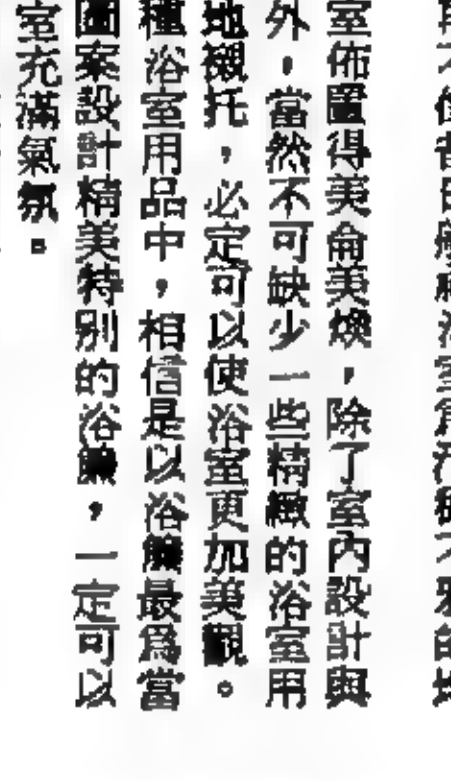 室佈置得美侖美煥，除了室內設計與
外，當然不可缺少一些精緻的浴室用
地襯托，必定可以使浴室更加美觀。
種浴室用品中，相信是以浴簾最爲當
圖案設計精美特别的浴簾，一定可以
室充滿氣氛。